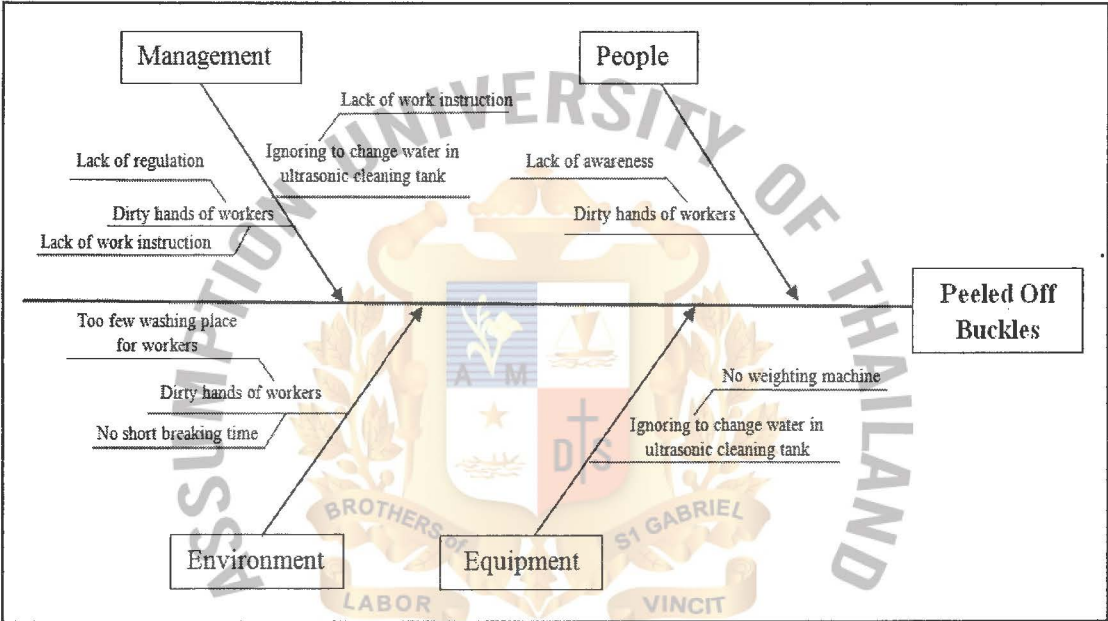 Management
People
Lack of work instruction
Ignoring to change water in
ultrasonic cleaning tank
Lack of regulation
Dirty hands of workers
Lack of work instruction
Lack of awareness
Dirty hands of workers
Peeled Off
Buckles
Too few washing place
for workers
Dirty hands of workers
No short breaking time
No weighting machine
Ignoring to change water in
ultrasonic cleaning tank
Environment
Equipment
ASSUMPTION UNIVERSITY OF THAILAND
A M
D S
BROTHERS of
S1 GABRIEL
LABOR
VINCIT